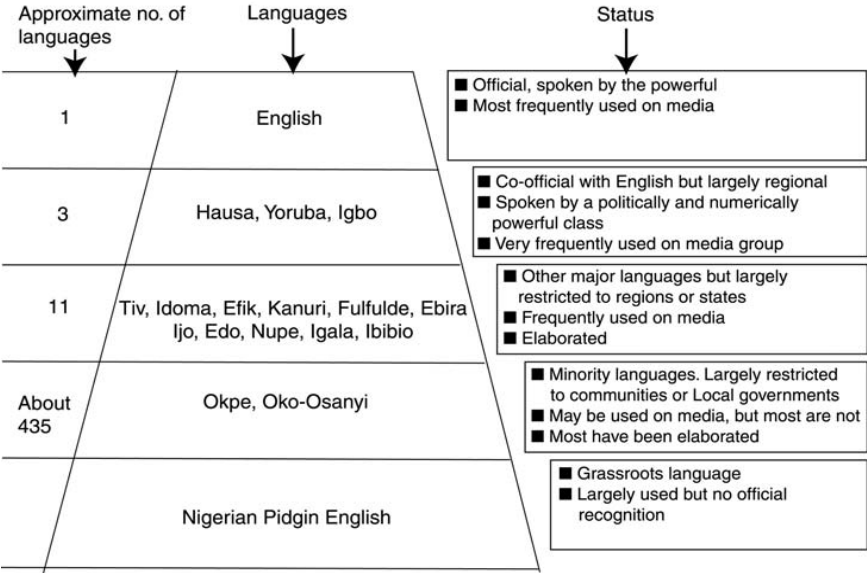 Approximate no. of
languages
Languages
Status
1
English
■ Official, spoken by the powerful
■ Most frequently used on media
3
Hausa, Yoruba, Igbo
■ Co-official with English but largely regional
■ Spoken by a politically and numerically
powerful class
■ Very frequently used on media group
11
Tiv, Idoma, Efik, Kanuri, Fulfulde, Ebira
Ijo, Edo, Nupe, Igala, Ibibio
■ Other major languages but largely
restricted to regions or states
■ Frequently used on media
■ Elaborated
About
435
Okpe, Oko-Osanyi
■ Minority languages. Largely restricted
to communities or Local governments
■ May be used on media, but most are not
■ Most have been elaborated
Nigerian Pidgin English
■ Grassroots language
■ Largely used but no official
recognition